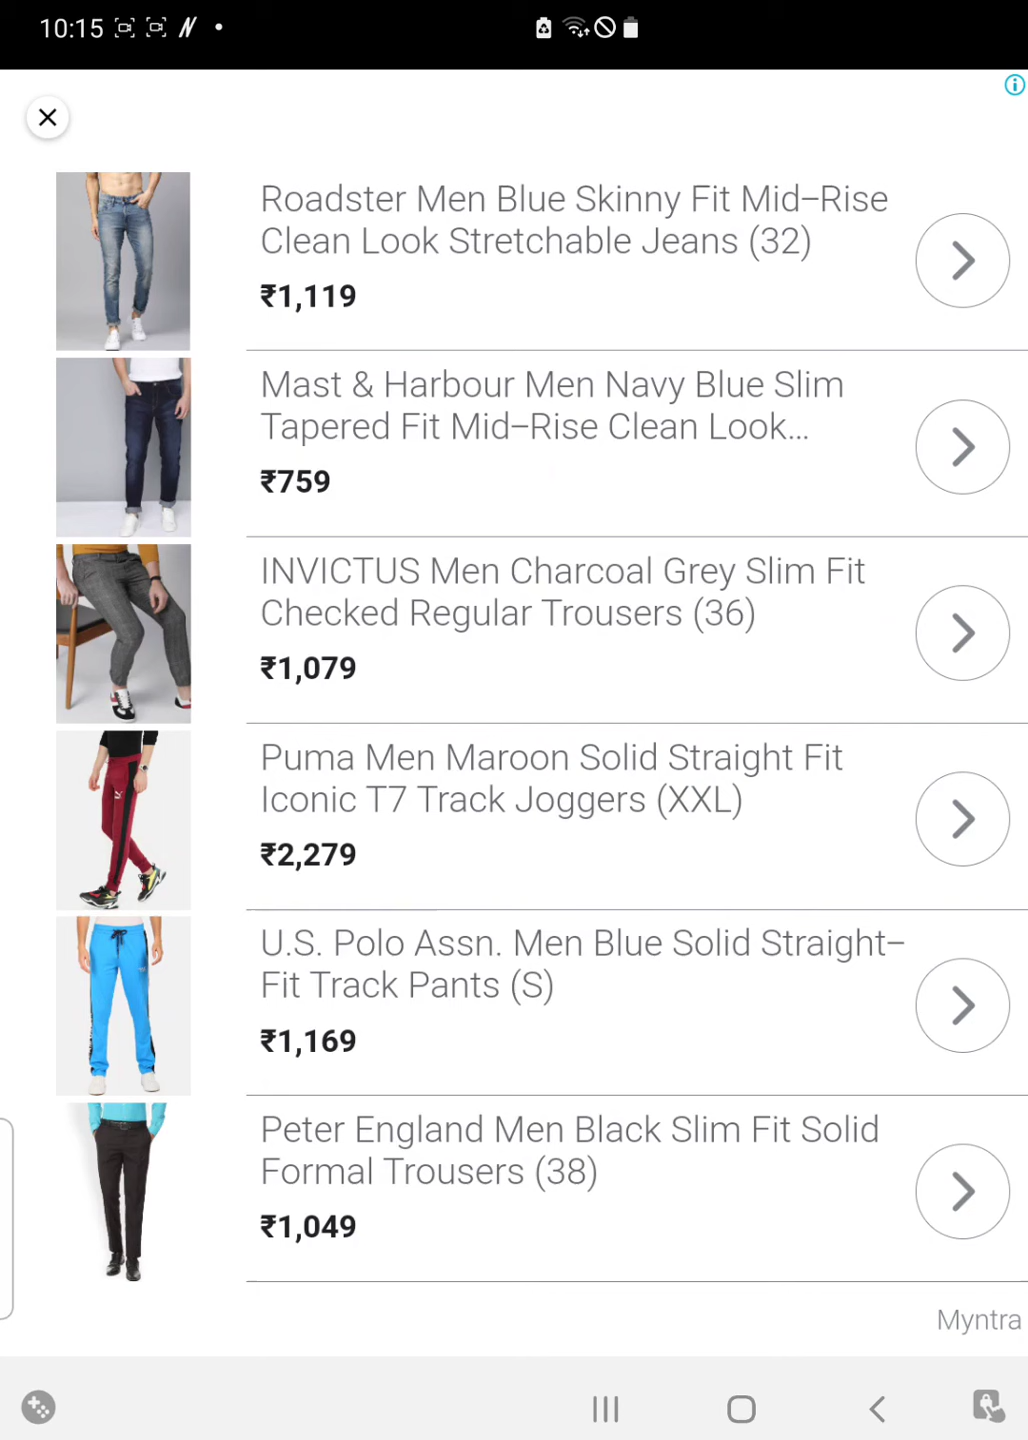 10:15
Roadster Men Blue Skinny Fit Mid-Rise
Clean Look Stretchable Jeans (32)
₹1,119
Mast & Harbour Men Navy Blue Slim
Tapered Fit Mid-Rise Clean Look...
₹759
INVICTUS Men Charcoal Grey Slim Fit
Checked Regular Trousers (36)
₹1,079
Puma Men Maroon Solid Straight Fit
Iconic T7 Track Joggers (XXL)
₹2,279
U.S. Polo Assn. Men Blue Solid Straight-
Fit Track Pants (S)
₹1,169
Peter England Men Black Slim Fit Solid
Formal Trousers (38)
₹1,049
Myntra